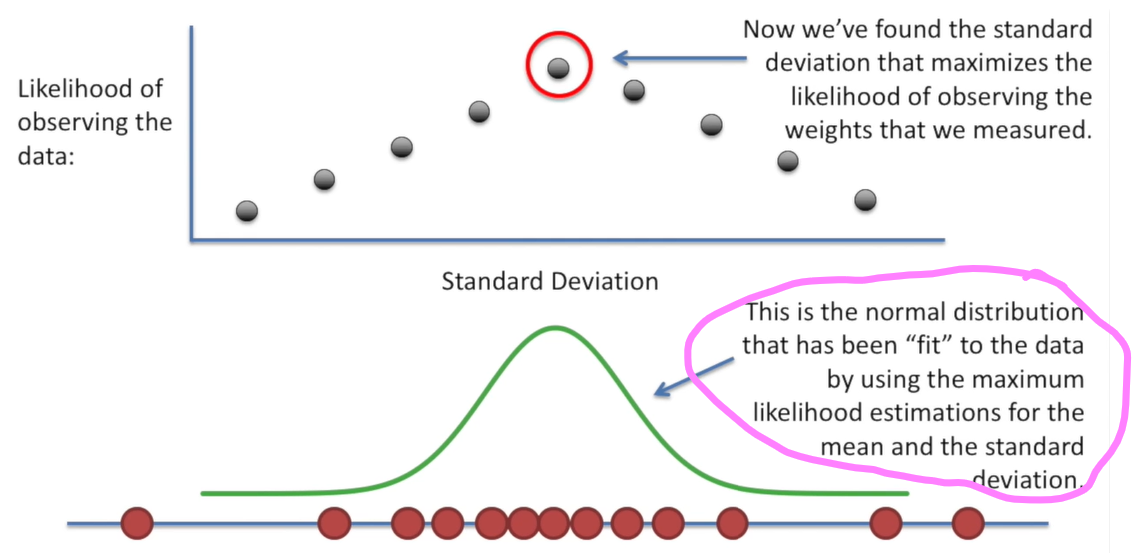 Now we’ve found the standard
deviation that maximizes the
likelihood of observing the
weights that we measured.
Likelihood of
observing the
data:
Standard Deviation
This is the normal distribution
that has been “fit” to the data
by using the maximum
likelihood estimations for the
mean and the standard
deviation.